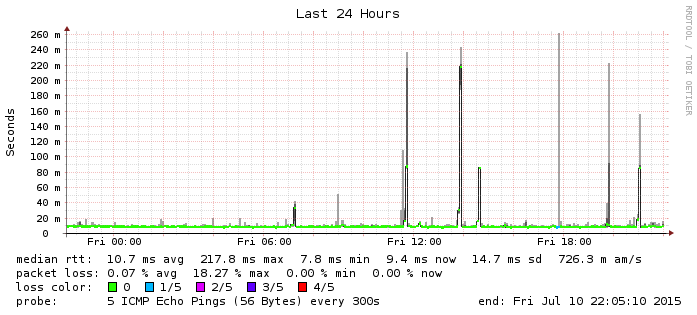 Last 24 Hours
RRDTOOL / TOBI OETIKER
Seconds
260 m
240 m
220 m
200 m
180 m
160 m
140 m
120 m
100 m
80 m
60 m
40 m
20 m
0
Fri 00:00 Fri 06:00 Fri 12:00 Fri 18:00
median rtt: 10.7 ms avg 217.8 ms max 7.8 ms min 9.4 ms now 14.7 ms sd 726.3 m am/s
packet loss: 0.07 % avg 18.27 % max 0.00 % min 0.00 % now
loss color: 0 1/5 2/5 3/5 4/5
probe: 5 ICMP Echo Pings (56 Bytes) every 300s end: Fri Jul 10 22:05:10 2015